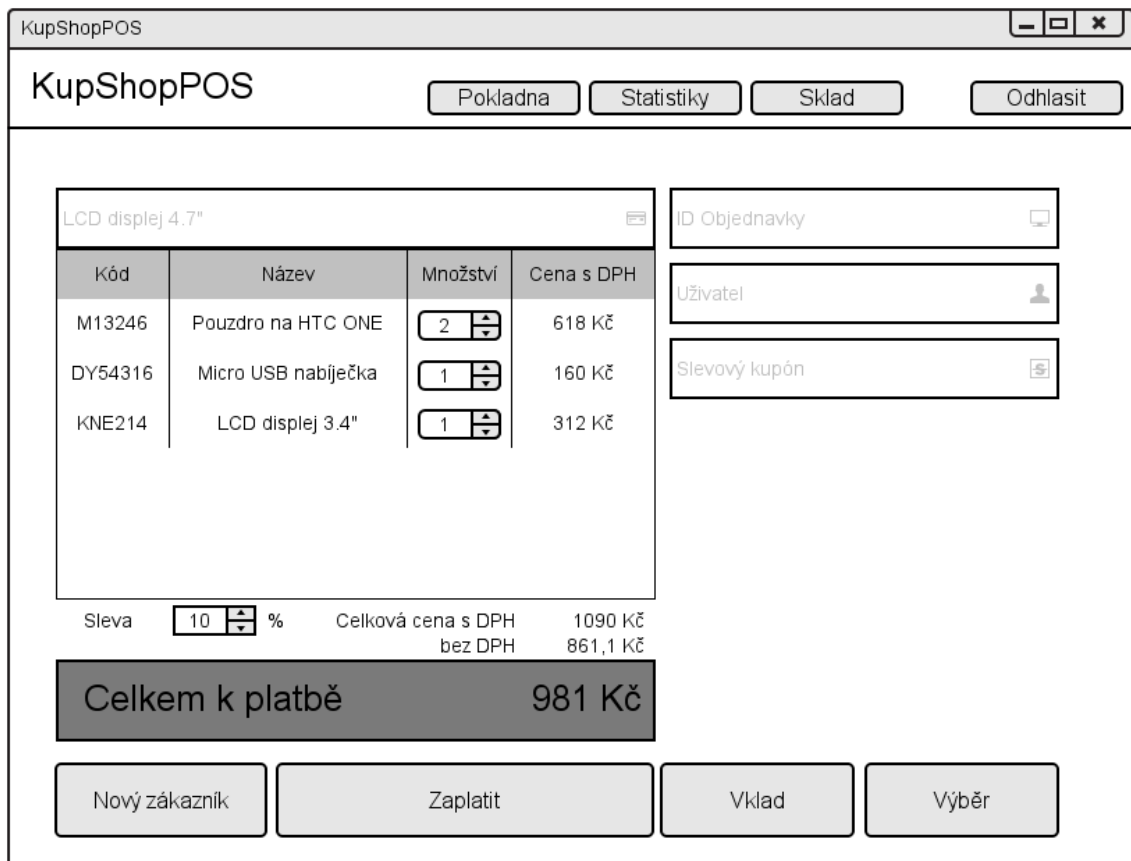 KupShopPOS
KupShopPOS
Pokladna Statistiky Sklad Odhlasit
LCD displej 4.7" ID Objednavky
Kód Název Množství Cena s DPH
Uživatel
M13246 Pouzdro na HTC ONE 2 618 Kč
DY54316 Micro USB nabíječka 1 160 Kč
Slevový kupón
KNE214 LCD displej 3.4" 1 312 Kč
Sleva 10 % Celková cena s DPH 1090 Kč
bez DPH 861,1 Kč
Celkem k platbě 981 Kč
Nový zákazník Zaplatit Vklad Výběr